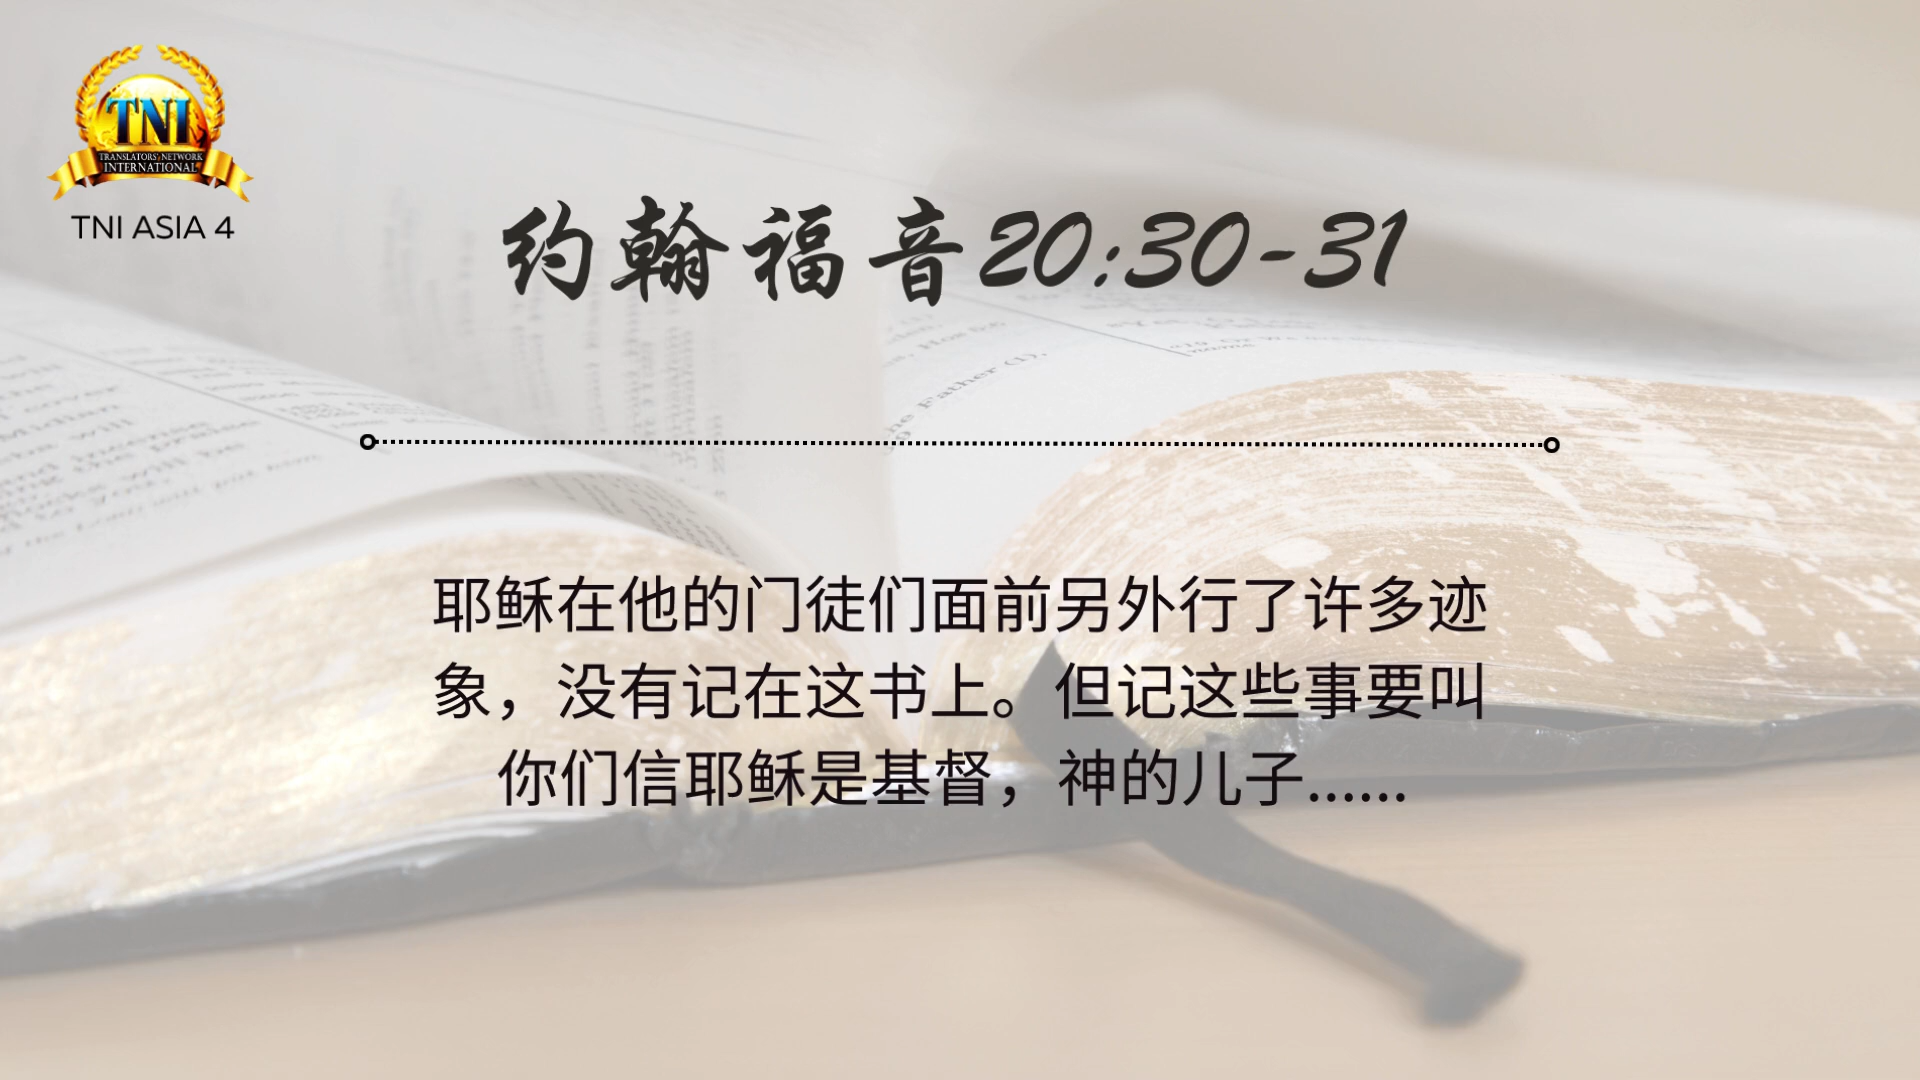 TNI
TRANSLATORS' NETWORK
INTERNATIONAL
TNI ASIA 4
约翰福音20:30-31
耶稣在他的门徒们面前另外行了许多迹
象，没有记在这书上。但记这些事要叫
你们信耶稣是基督，神的儿子......